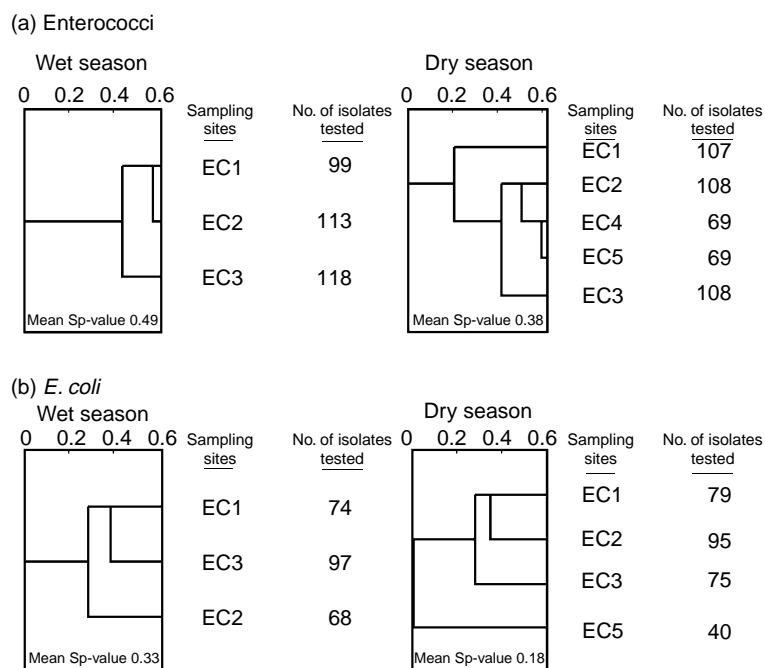 (a) Enterococci
Wet season
0 0.2 0.4 0.6
Sampling sites
No. of isolates tested
EC1 99
EC2 113
EC3 118
Mean Sp-value 0.49
Dry season
0 0.2 0.4 0.6
Sampling sites
No. of isolates tested
EC1 107
EC2 108
EC4 69
EC5 69
EC3 108
Mean Sp-value 0.38
(b) E. coli
Wet season
0 0.2 0.4 0.6
Sampling sites
No. of isolates tested
EC1 74
EC3 97
EC2 68
Mean Sp-value 0.33
Dry season
0 0.2 0.4 0.6
Sampling sites
No. of isolates tested
EC1 79
EC2 95
EC3 75
EC5 40
Mean Sp-value 0.18